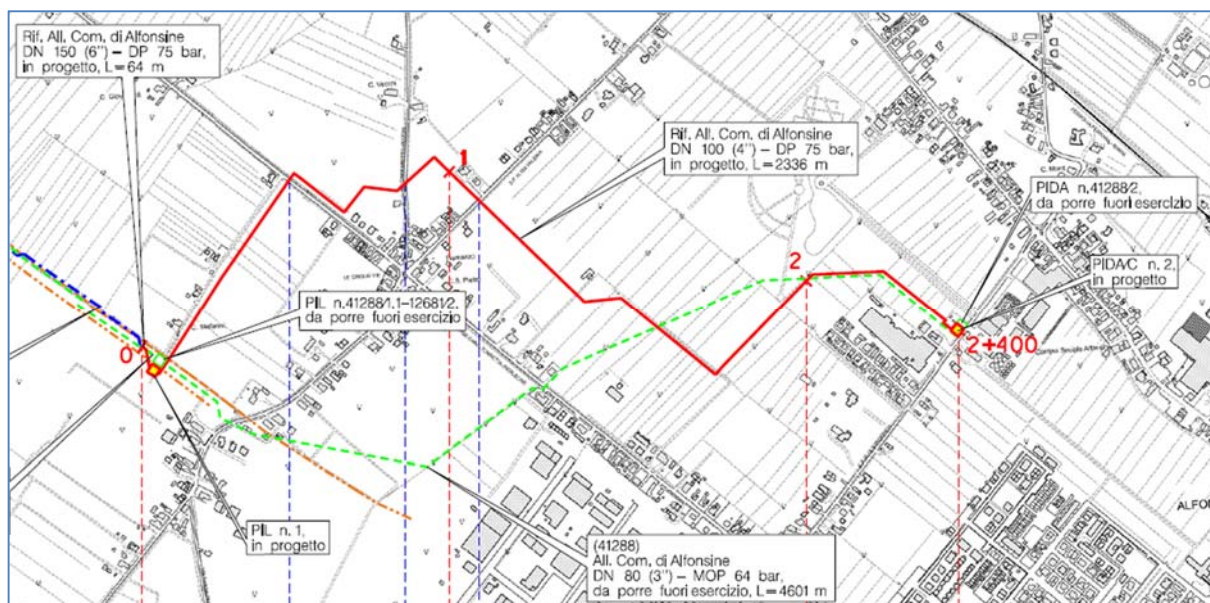 Rif. All. Com. di Alfonsine
DN 150 (6") – DP 75 bar,
in progetto, L=64 m
1
Rif. All. Com. di Alfonsine
DN 100 (4") – DP 75 bar,
in progetto, L=2336 m
PIDA n.41288/2,
da porre fuori esercizio
PIDA/C n. 2,
in progetto
2
PIL n.41288/1.1–12681/2,
da porre fuori esercizio
0
2+400
PIL n. 1,
in progetto
(41288)
All. Com. di Alfonsine
DN 80 (3") – MOP 64 bar,
da porre fuori esercizio, L=4601 m
ALFO